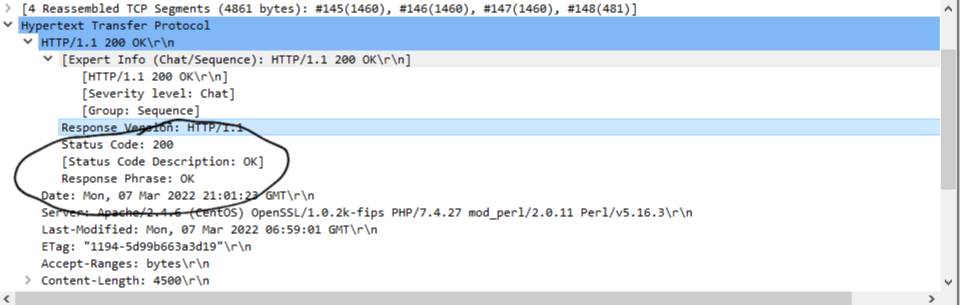 [4 Reassembled TCP Segments (4861 bytes): #145(1460), #146(1460), #147(1460), #148(481)]
Hypertext Transfer Protocol
HTTP/1.1 200 OK\r\n
[Expert Info (Chat/Sequence): HTTP/1.1 200 OK\r\n]
[HTTP/1.1 200 OK\r\n]
[Severity level: Chat]
[Group: Sequence]
Response Version: HTTP/1.1
Status Code: 200
[Status Code Description: OK]
Response Phrase: OK
Date: Mon, 07 Mar 2022 21:01:23 GMT\r\n
Server: Apache/2.4.6 (CentOS) OpenSSL/1.0.2k-fips PHP/7.4.27 mod_perl/2.0.11 Perl/v5.16.3\r\n
Last-Modified: Mon, 07 Mar 2022 06:59:01 GMT\r\n
ETag: "1194-5d99b663a3d19"\r\n
Accept-Ranges: bytes\r\n
Content-Length: 4500\r\n